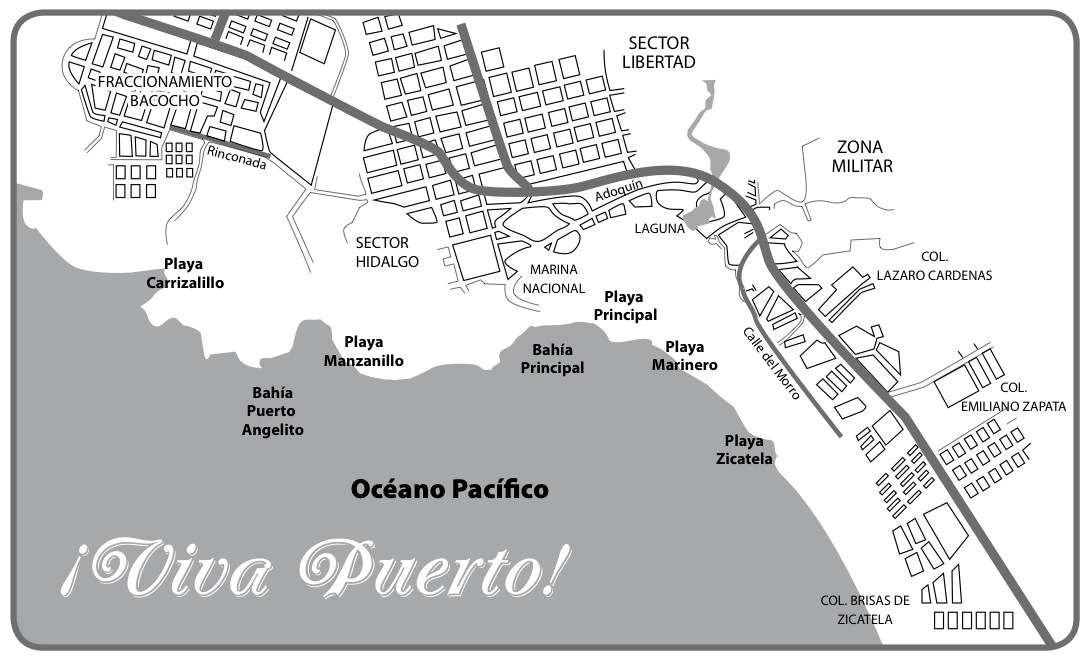 SECTOR
LIBERTAD
FRACCIONAMIENTO
BACOCHO
Rinconada
ZONA
MILITAR
Adoquín
LAGUNA
SECTOR
HIDALGO
COL.
LAZARO CARDENAS
MARINA
NACIONAL
Playa
Carrizalillo
Playa
Principal
Playa
Manzanillo
Bahía
Principal
Playa
Marinero
Calle del Morro
COL.
EMILIANO ZAPATA
Bahía
Puerto
Angelito
Playa
Zicatela
Océano Pacífico
¡Viva Puerto!
COL. BRISAS DE
ZICATELA